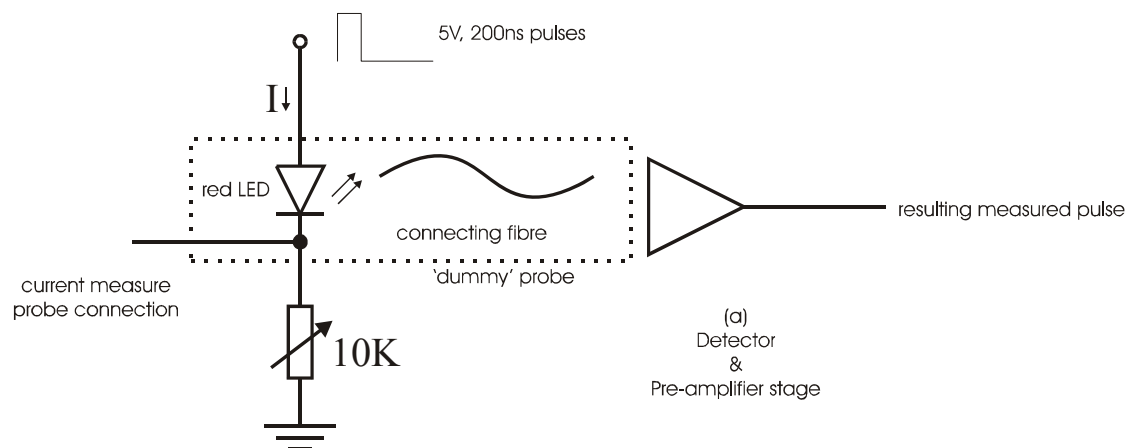 5V, 200ns pulses
I
red LED
connecting fibre
'dummy' probe
resulting measured pulse
current measure
probe connection
10K
(a)
Detector
&
Pre-amplifier stage